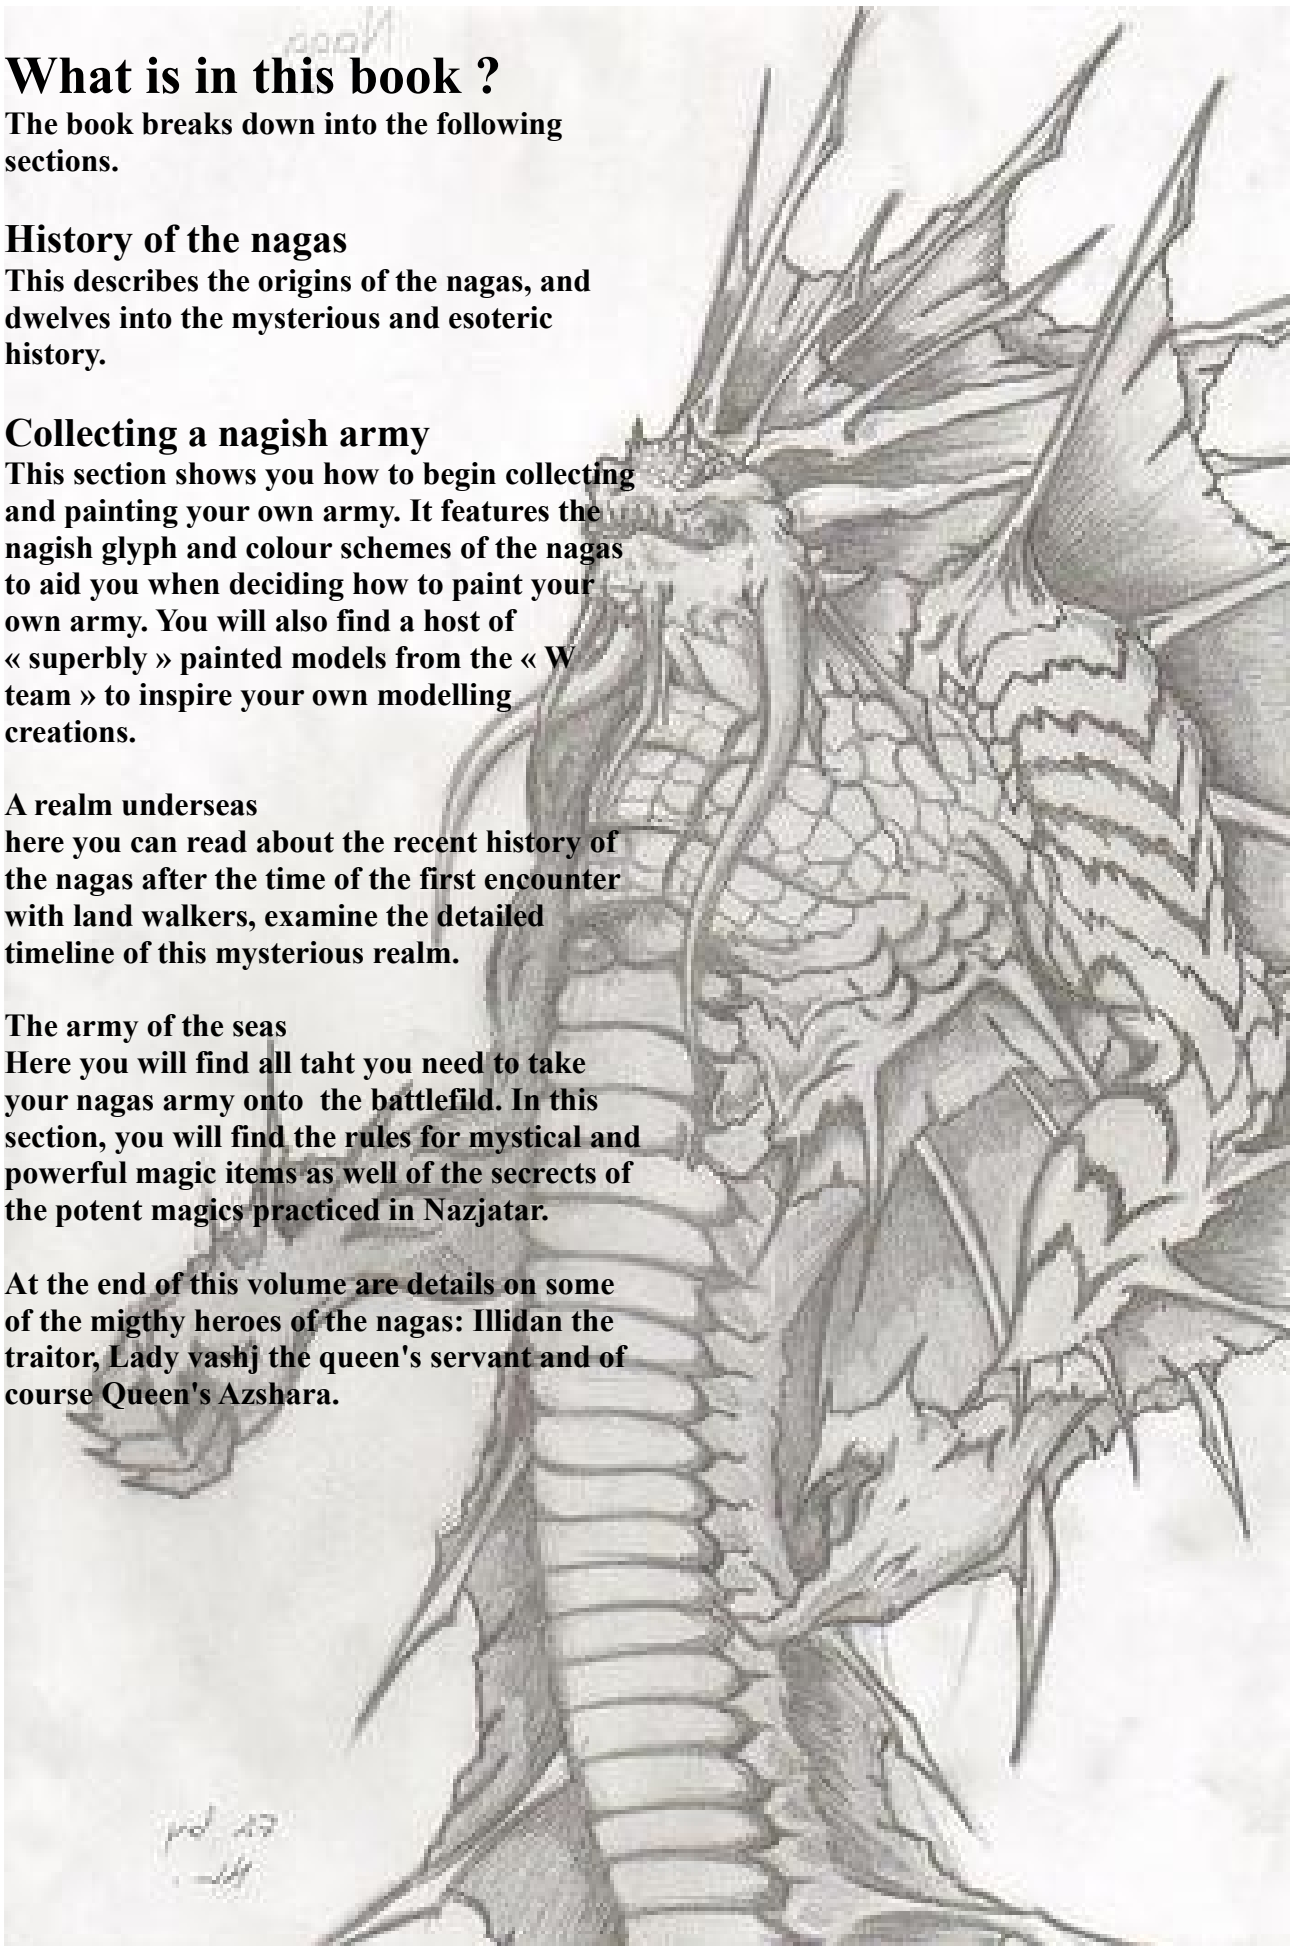 What is in this book ?
The book breaks down into the following
sections.
History of the nagas
This describes the origins of the nagas, and
dwelves into the mysterious and esoteric
history.
Collecting a nagish army
This section shows you how to begin collecting
and painting your own army. It features the
nagish glyph and colour schemes of the nagas
to aid you when deciding how to paint your
own army. You will also find a host of
« superbly » painted models from the « W
team » to inspire your own modelling
creations.
A realm underseas
here you can read about the recent history of
the nagas after the time of the first encounter
with land walkers, examine the detailed
timeline of this mysterious realm.
The army of the seas
Here you will find all taht you need to take
your nagas army onto  the battlefild. In this
section, you will find the rules for mystical and
powerful magic items as well of the secrects of
the potent magics practiced in Nazjatar.
At the end of this volume are details on some
of the migthy heroes of the nagas: Illidan the
traitor, Lady vashj the queen's servant and of
course Queen's Azshara.